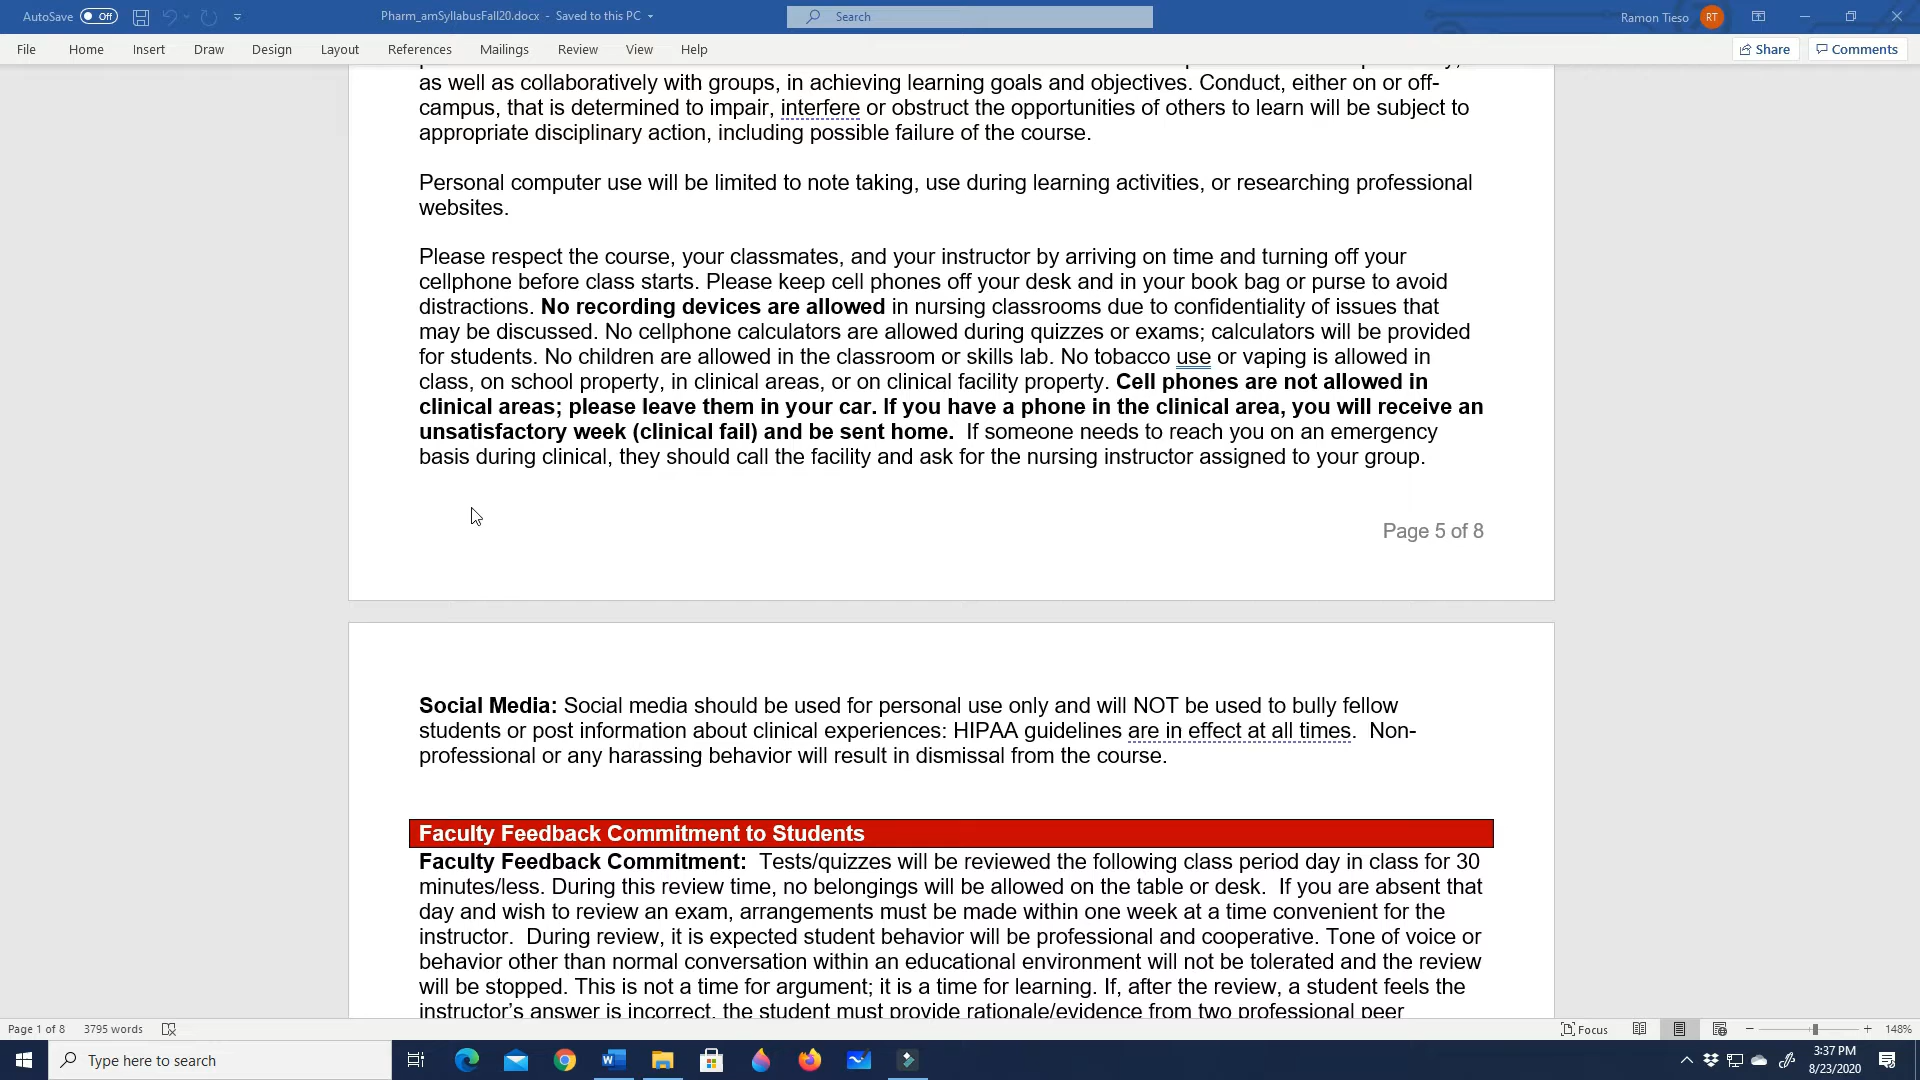 AutoSave Off Pharm_amSyllabusFall20.docx - Saved to this PC Search Ramon Tieso RT
File Home Insert Draw Design Layout References Mailings Review View Help Share Comments
as well as collaboratively with groups, in achieving learning goals and objectives. Conduct, either on or off-
campus, that is determined to impair, interfere or obstruct the opportunities of others to learn will be subject to
appropriate disciplinary action, including possible failure of the course.
Personal computer use will be limited to note taking, use during learning activities, or researching professional
websites.
Please respect the course, your classmates, and your instructor by arriving on time and turning off your
cellphone before class starts. Please keep cell phones off your desk and in your book bag or purse to avoid
distractions. No recording devices are allowed in nursing classrooms due to confidentiality of issues that
may be discussed. No cellphone calculators are allowed during quizzes or exams; calculators will be provided
for students. No children are allowed in the classroom or skills lab. No tobacco use or vaping is allowed in
class, on school property, in clinical areas, or on clinical facility property. Cell phones are not allowed in
clinical areas; please leave them in your car. If you have a phone in the clinical area, you will receive an
unsatisfactory week (clinical fail) and be sent home. If someone needs to reach you on an emergency
basis during clinical, they should call the facility and ask for the nursing instructor assigned to your group.
Page 5 of 8
Social Media: Social media should be used for personal use only and will NOT be used to bully fellow
students or post information about clinical experiences: HIPAA guidelines are in effect at all times. Non-
professional or any harassing behavior will result in dismissal from the course.
Faculty Feedback Commitment to Students
Faculty Feedback Commitment: Tests/quizzes will be reviewed the following class period day in class for 30
minutes/less. During this review time, no belongings will be allowed on the table or desk. If you are absent that
day and wish to review an exam, arrangements must be made within one week at a time convenient for the
instructor. During review, it is expected student behavior will be professional and cooperative. Tone of voice or
behavior other than normal conversation within an educational environment will not be tolerated and the review
will be stopped. This is not a time for argument; it is a time for learning. If, after the review, a student feels the
instructor's answer is incorrect, the student must provide rationale/evidence from two professional peer
Page 1 of 8 3795 words Focus 148%
Type here to search 3:37 PM
8/23/2020